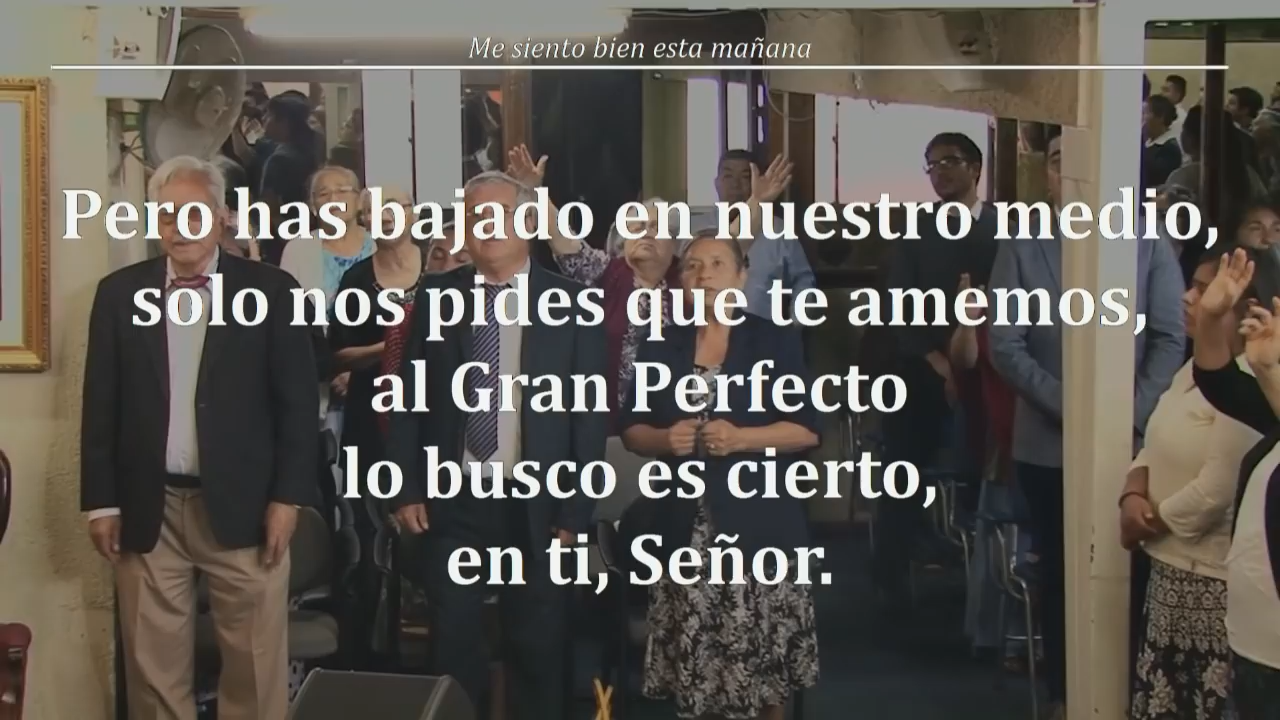 Me siento bien esta mañana
Pero has bajado en nuestro medio,
solo nos pides que te amemos,
al Gran Perfecto
lo busco es cierto,
en ti, Señor.